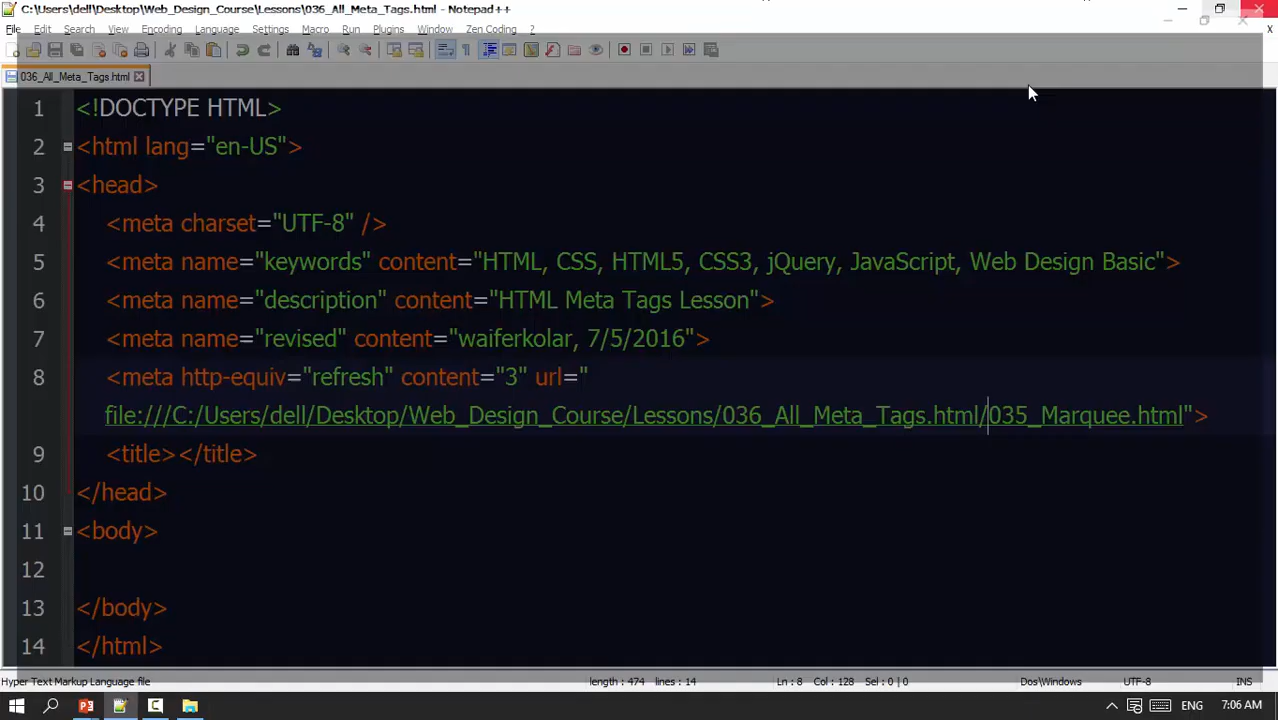 C:\Users\dell\Desktop\Web_Design_Course\Lessons\036_All_Meta_Tags.html - Notepad++
File Edit Search View Encoding Language Settings Macro Run Plugins Window Zen Coding ? X
036_All_Meta_Tags.html
1 <!DOCTYPE HTML>
2 <html lang="en-US">
3 <head>
4 <meta charset="UTF-8" />
5 <meta name="keywords" content="HTML, CSS, HTML5, CSS3, jQuery, JavaScript, Web Design Basic">
6 <meta name="description" content="HTML Meta Tags Lesson">
7 <meta name="revised" content="waiferkolar, 7/5/2016">
8 <meta http-equiv="refresh" content="3" url="
file:///C:/Users/dell/Desktop/Web_Design_Course/Lessons/036_All_Meta_Tags.html/035_Marquee.html">
9 <title></title>
10 </head>
11 <body>
12
13 </body>
14 </html>
Hyper Text Markup Language file length : 474 lines : 14 Ln : 8 Col : 128 Sel : 0 | 0 Dos\Windows UTF-8 INS
ENG 7:06 AM